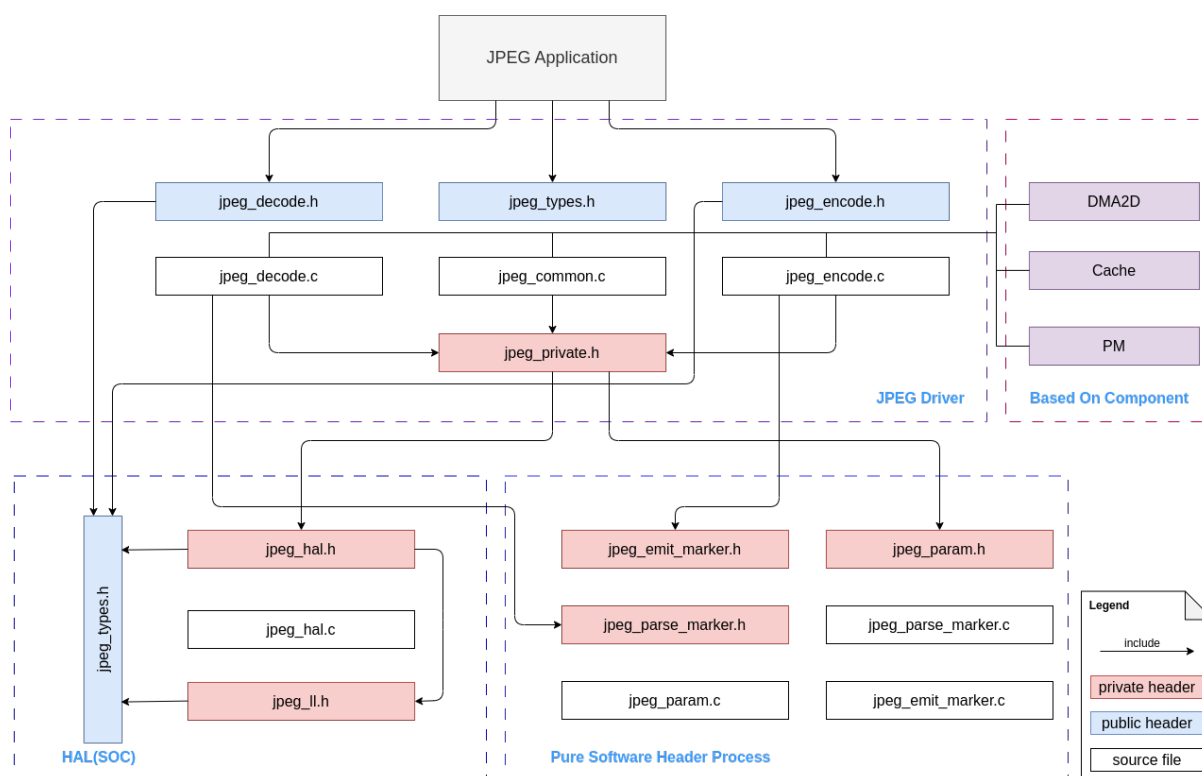 JPEG Application
jpeg_decode.h
jpeg_types.h
jpeg_encode.h
DMA2D
jpeg_decode.c
jpeg_common.c
jpeg_encode.c
Cache
jpeg_private.h
PM
JPEG Driver
Based On Component
jpeg_types.h
jpeg_hal.h
jpeg_hal.c
jpeg_ll.h
HAL(SOC)
jpeg_emit_marker.h
jpeg_param.h
jpeg_parse_marker.h
jpeg_parse_marker.c
jpeg_param.c
jpeg_emit_marker.c
Pure Software Header Process
Legend
include
private header
public header
source file